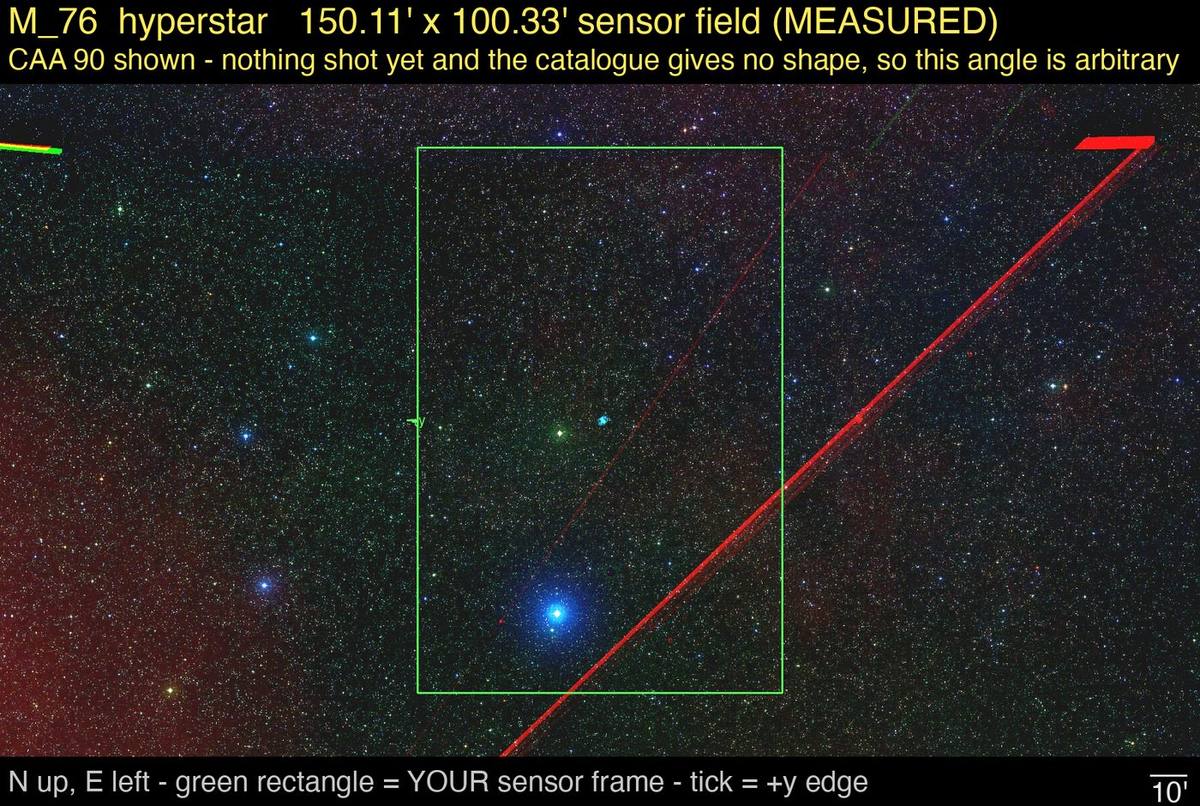 M_76 hyperstar 150.11' x 100.33' sensor field (MEASURED)
CAA 90 shown - nothing shot yet and the catalogue gives no shape, so this angle is arbitrary
+y
N up, E left - green rectangle = YOUR sensor frame - tick = +y edge
10'